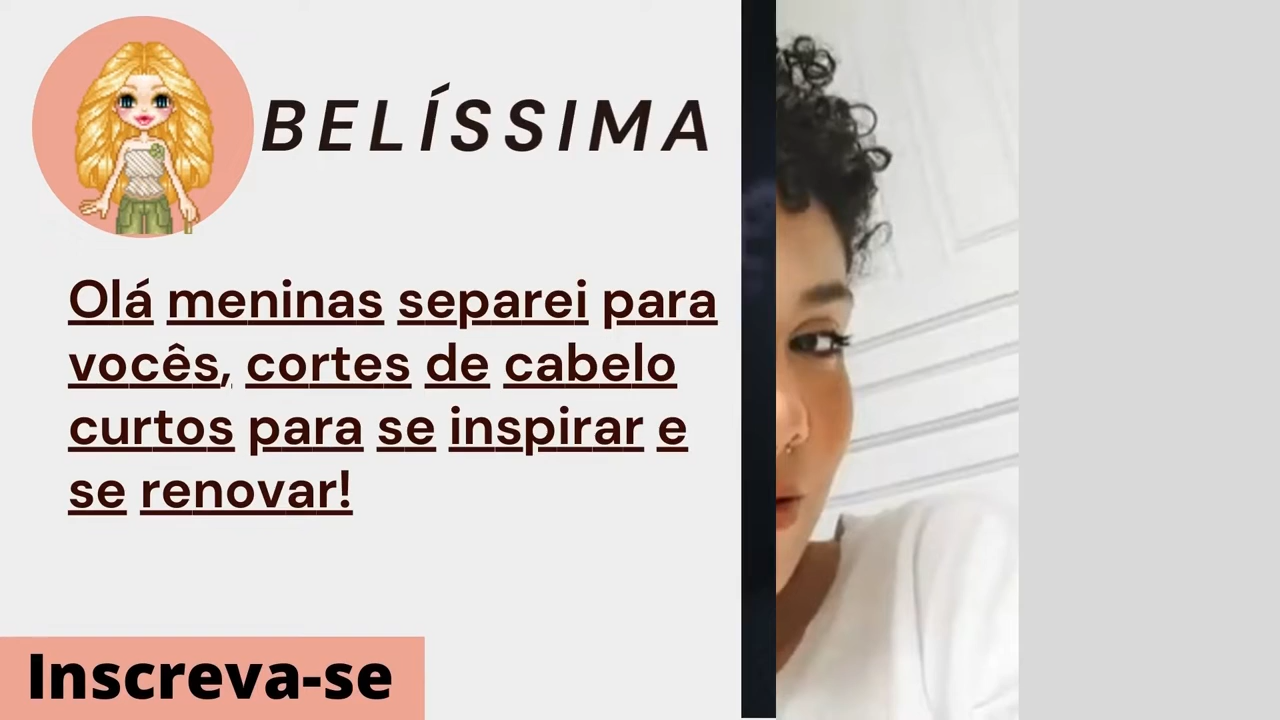 BELÍSSIMA
Olá meninas separei para
vocês, cortes de cabelo
curtos para se inspirar e
se renovar!
Inscreva-se